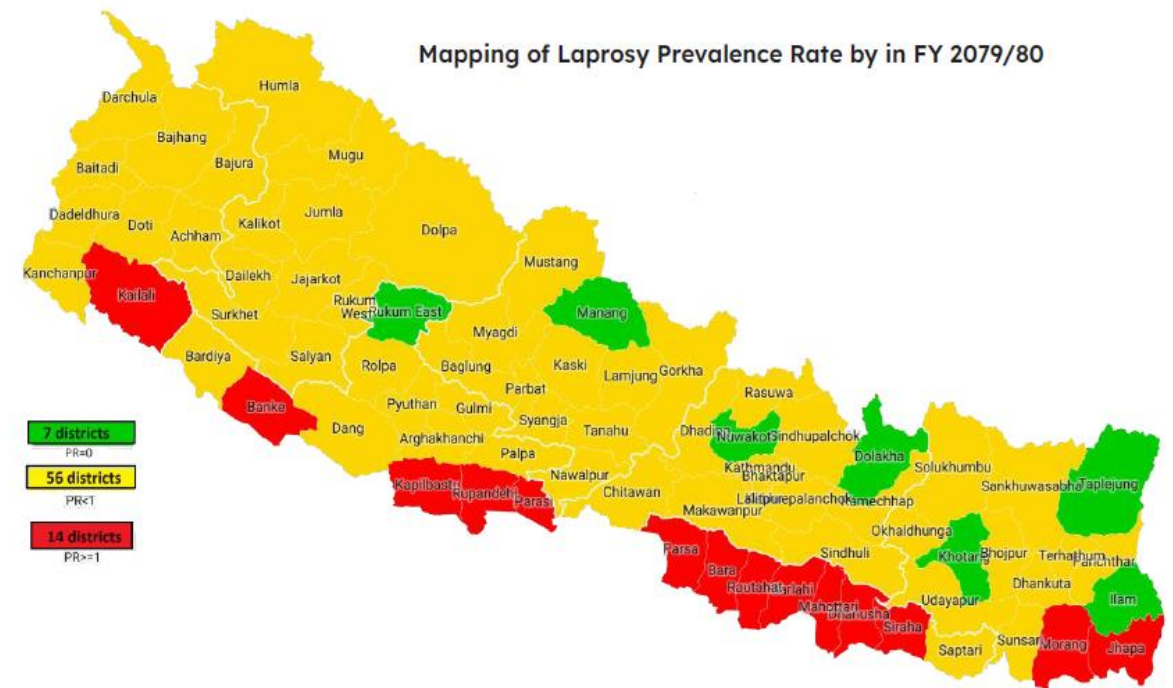 Mapping of Laprosy Prevalence Rate by in FY 2079/80
Humla
Darchula
Bajhang
Mugu
Baitadi
Bajura
Dadeldhura
Doti
Achham
Kalikot
Jumla
Dolpa
Kanchanpur
Kailali
Dailekh
Jajarkot
Mustang
Rukum
West
Rukum East
Manang
Surkhet
Myagdi
Bardiya
Salyan
Rolpa
Baglung
Kaski
Lamjung
Gorkha
Parbat
Rasuwa
Banke
Pyuthan
Gulmi
Syangja
Tanahu
Dang
Arghakhanchi
Palpa
Dhading
Nuwakot
Sindhupalchok
Dolakha
Solukhumbu
Kathmandu
Bhaktapur
Sankhuwasabha
Taplejung
Kapilbastu
Rupandehi
Parasi
Nawalpur
Chitawan
Makawanpur
Lalitpur
Kavrepalanchok
Ramechhap
Okhaldhunga
Khotang
Bhojpur
Terhathum
Panchthar
Sindhuli
Parsa
Bara
Rautahat
Sarlahi
Mahottari
Dhanusha
Siraha
Udayapur
Dhankuta
Ilam
Saptari
Sunsari
Morang
Jhapa
7 districts
PR=0
56 districts
PR<1
14 districts
PR>=1